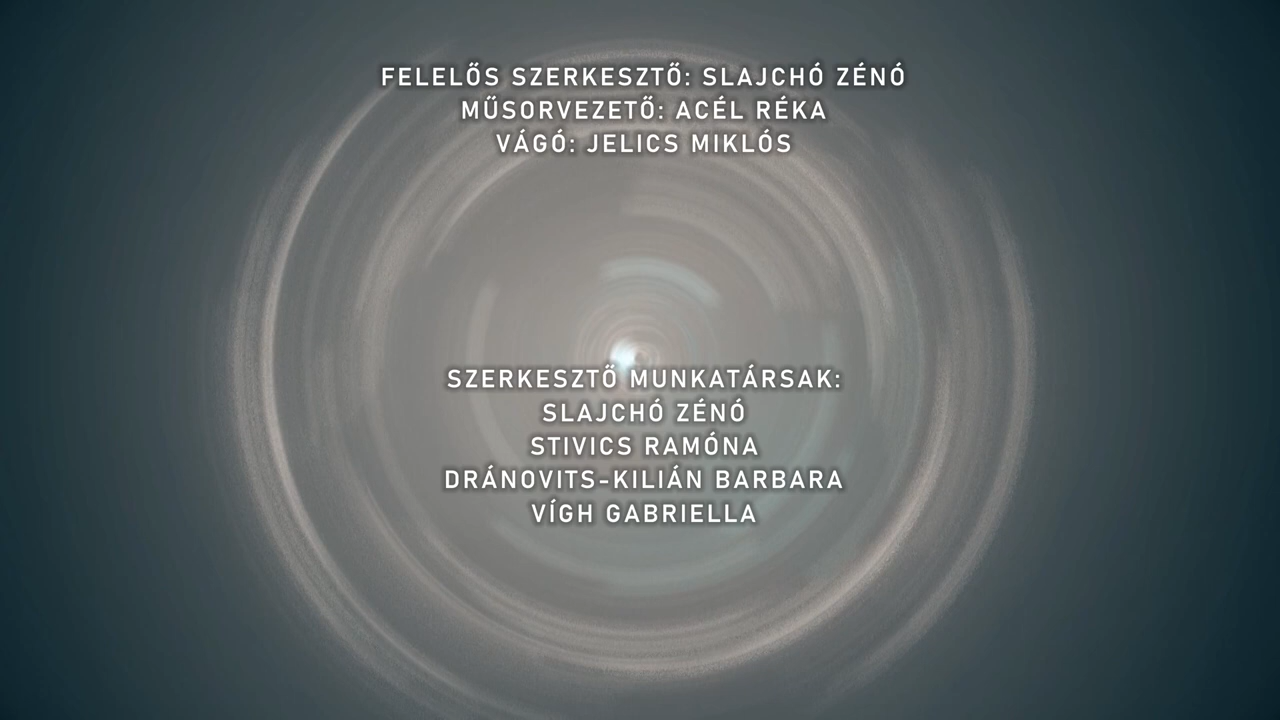 FELELŐS SZERKESZTŐ: SLAJCHÓ ZÉNÓ
MŰSORVEZETŐ: ACÉL RÉKA
VÁGÓ: JELICS MIKLÓS
SZERKESZTŐ MUNKATÁRSAK:
SLAJCHÓ ZÉNÓ
STIVICS RAMÓNA
DRÁNOVITS-KILIÁN BARBARA
VÍGH GABRIELLA